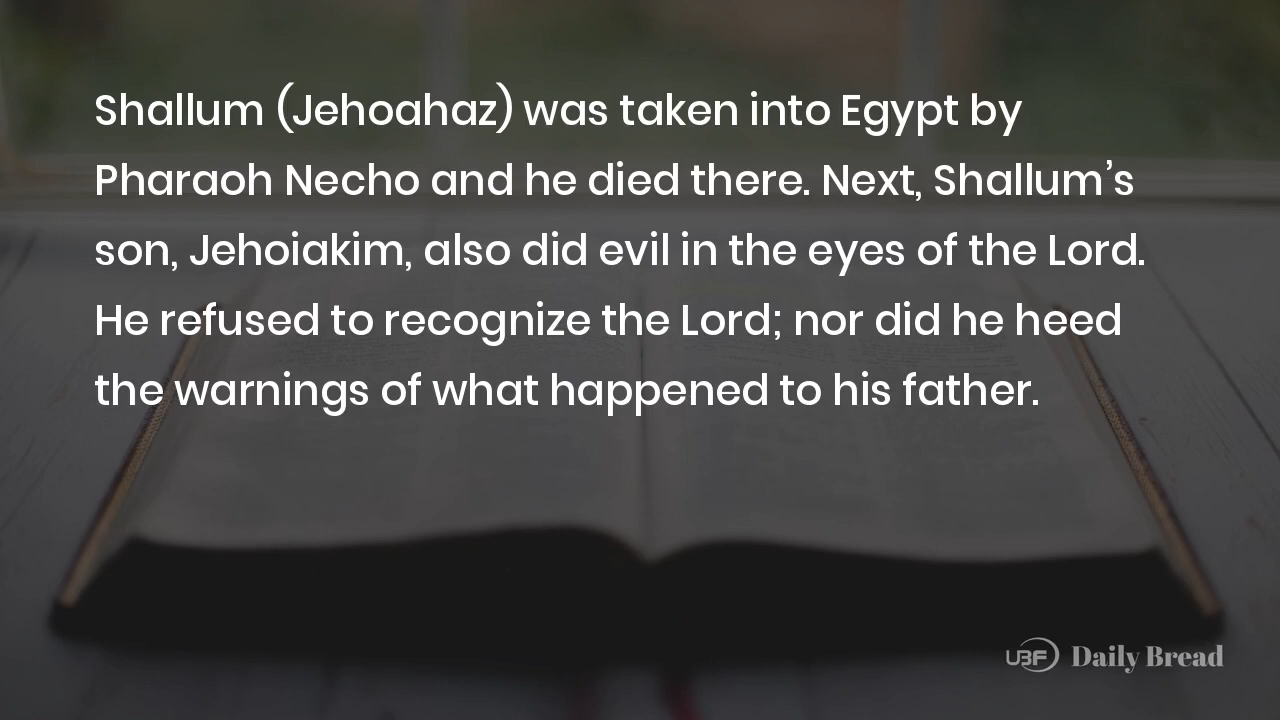 Shallum (Jehoahaz) was taken into Egypt by
Pharaoh Necho and he died there. Next, Shallum’s
son, Jehoiakim, also did evil in the eyes of the Lord.
He refused to recognize the Lord; nor did he heed
the warnings of what happened to his father.
UBF Daily Bread